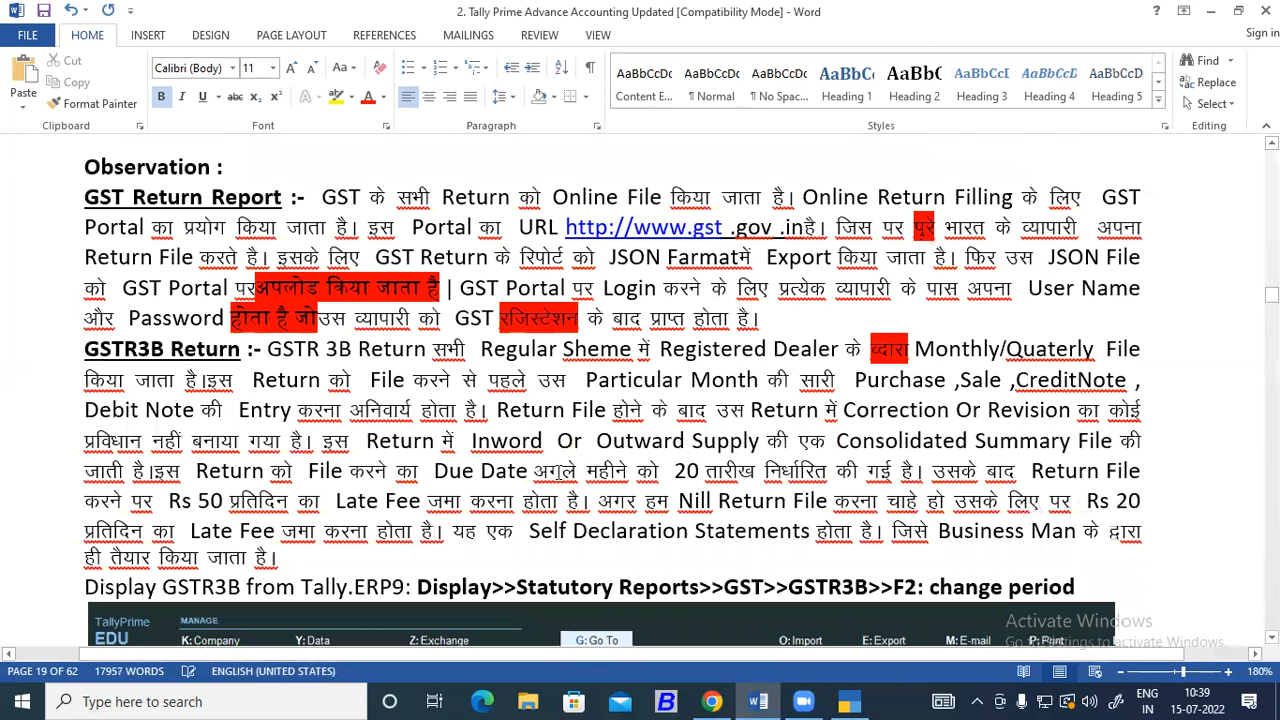 2. Tally Prime Advance Accounting Updated [Compatibility Mode] - Word
Sign in
FILE HOME INSERT DESIGN PAGE LAYOUT REFERENCES MAILINGS REVIEW VIEW
Paste Cut Copy Format Painter
Calibri (Body) 11
AaBbCcDc AaBbCcDc AaBbCcDc AaBbCc AaBbC AaBbCcD AaBbCcD AaBbCcD
Content E... ¶ Normal ¶ No Spac... Heading 1 Heading 2 Heading 3 Heading 4 Heading 5
Find Replace Select
Clipboard Font Paragraph Styles Editing
Observation :
GST Return Report :- GST के सभी Return को Online File किया जाता है। Online Return Filling के लिए GST
Portal का प्रयोग किया जाता है। इस Portal का URL http://www.gst .gov .inहै। जिस पर पूरे भारत के व्यापारी अपना
Return File करते है। इसके लिए GST Return के रिपोर्ट को JSON Farmatमें Export किया जाता है। फिर उस JSON File
को GST Portal परअपलोड किया जाता है | GST Portal पर Login करने के लिए प्रत्येक व्यापारी के पास अपना User Name
और Password होता है जोउस व्यापारी को GST रजिस्टेशन के बाद प्राप्त होता है।
GSTR3B Return :- GSTR 3B Return सभी Regular Sheme में Registered Dealer के व्दारा Monthly/Quaterly File
किया जाता है।इस Return को File करने से पहले उस Particular Month की सारी Purchase ,Sale ,CreditNote ,
Debit Note की Entry करना अनिवार्य होता है। Return File होने के बाद उस Return में Correction Or Revision का कोई
प्रविधान नहीं बनाया गया है। इस Return में Inword Or Outward Supply की एक Consolidated Summary File की
जाती है।इस Return को File करने का Due Date अगले महीने को 20 तारीख निर्धारित की गई है। उसके बाद Return File
करने पर Rs 50 प्रतिदिन का Late Fee जमा करना होता है। अगर हम Nill Return File करना चाहे हो उसके लिए पर Rs 20
प्रतिदिन का Late Fee जमा करना होता है। यह एक Self Declaration Statements होता है। जिसे Business Man के द्वारा
ही तैयार किया जाता है।
Display GSTR3B from Tally.ERP9: Display>>Statutory Reports>>GST>>GSTR3B>>F2: change period
TallyPrime MANAGE
EDU K:Company Y:Data Z:Exchange G:Go To O:Import E:Export M:E-mail P:Print
Activate Windows
Go to Settings to activate Windows.
PAGE 19 OF 62 17957 WORDS ENGLISH (UNITED STATES) 180%
Type here to search
ENG 10:39
IN 15-07-2022